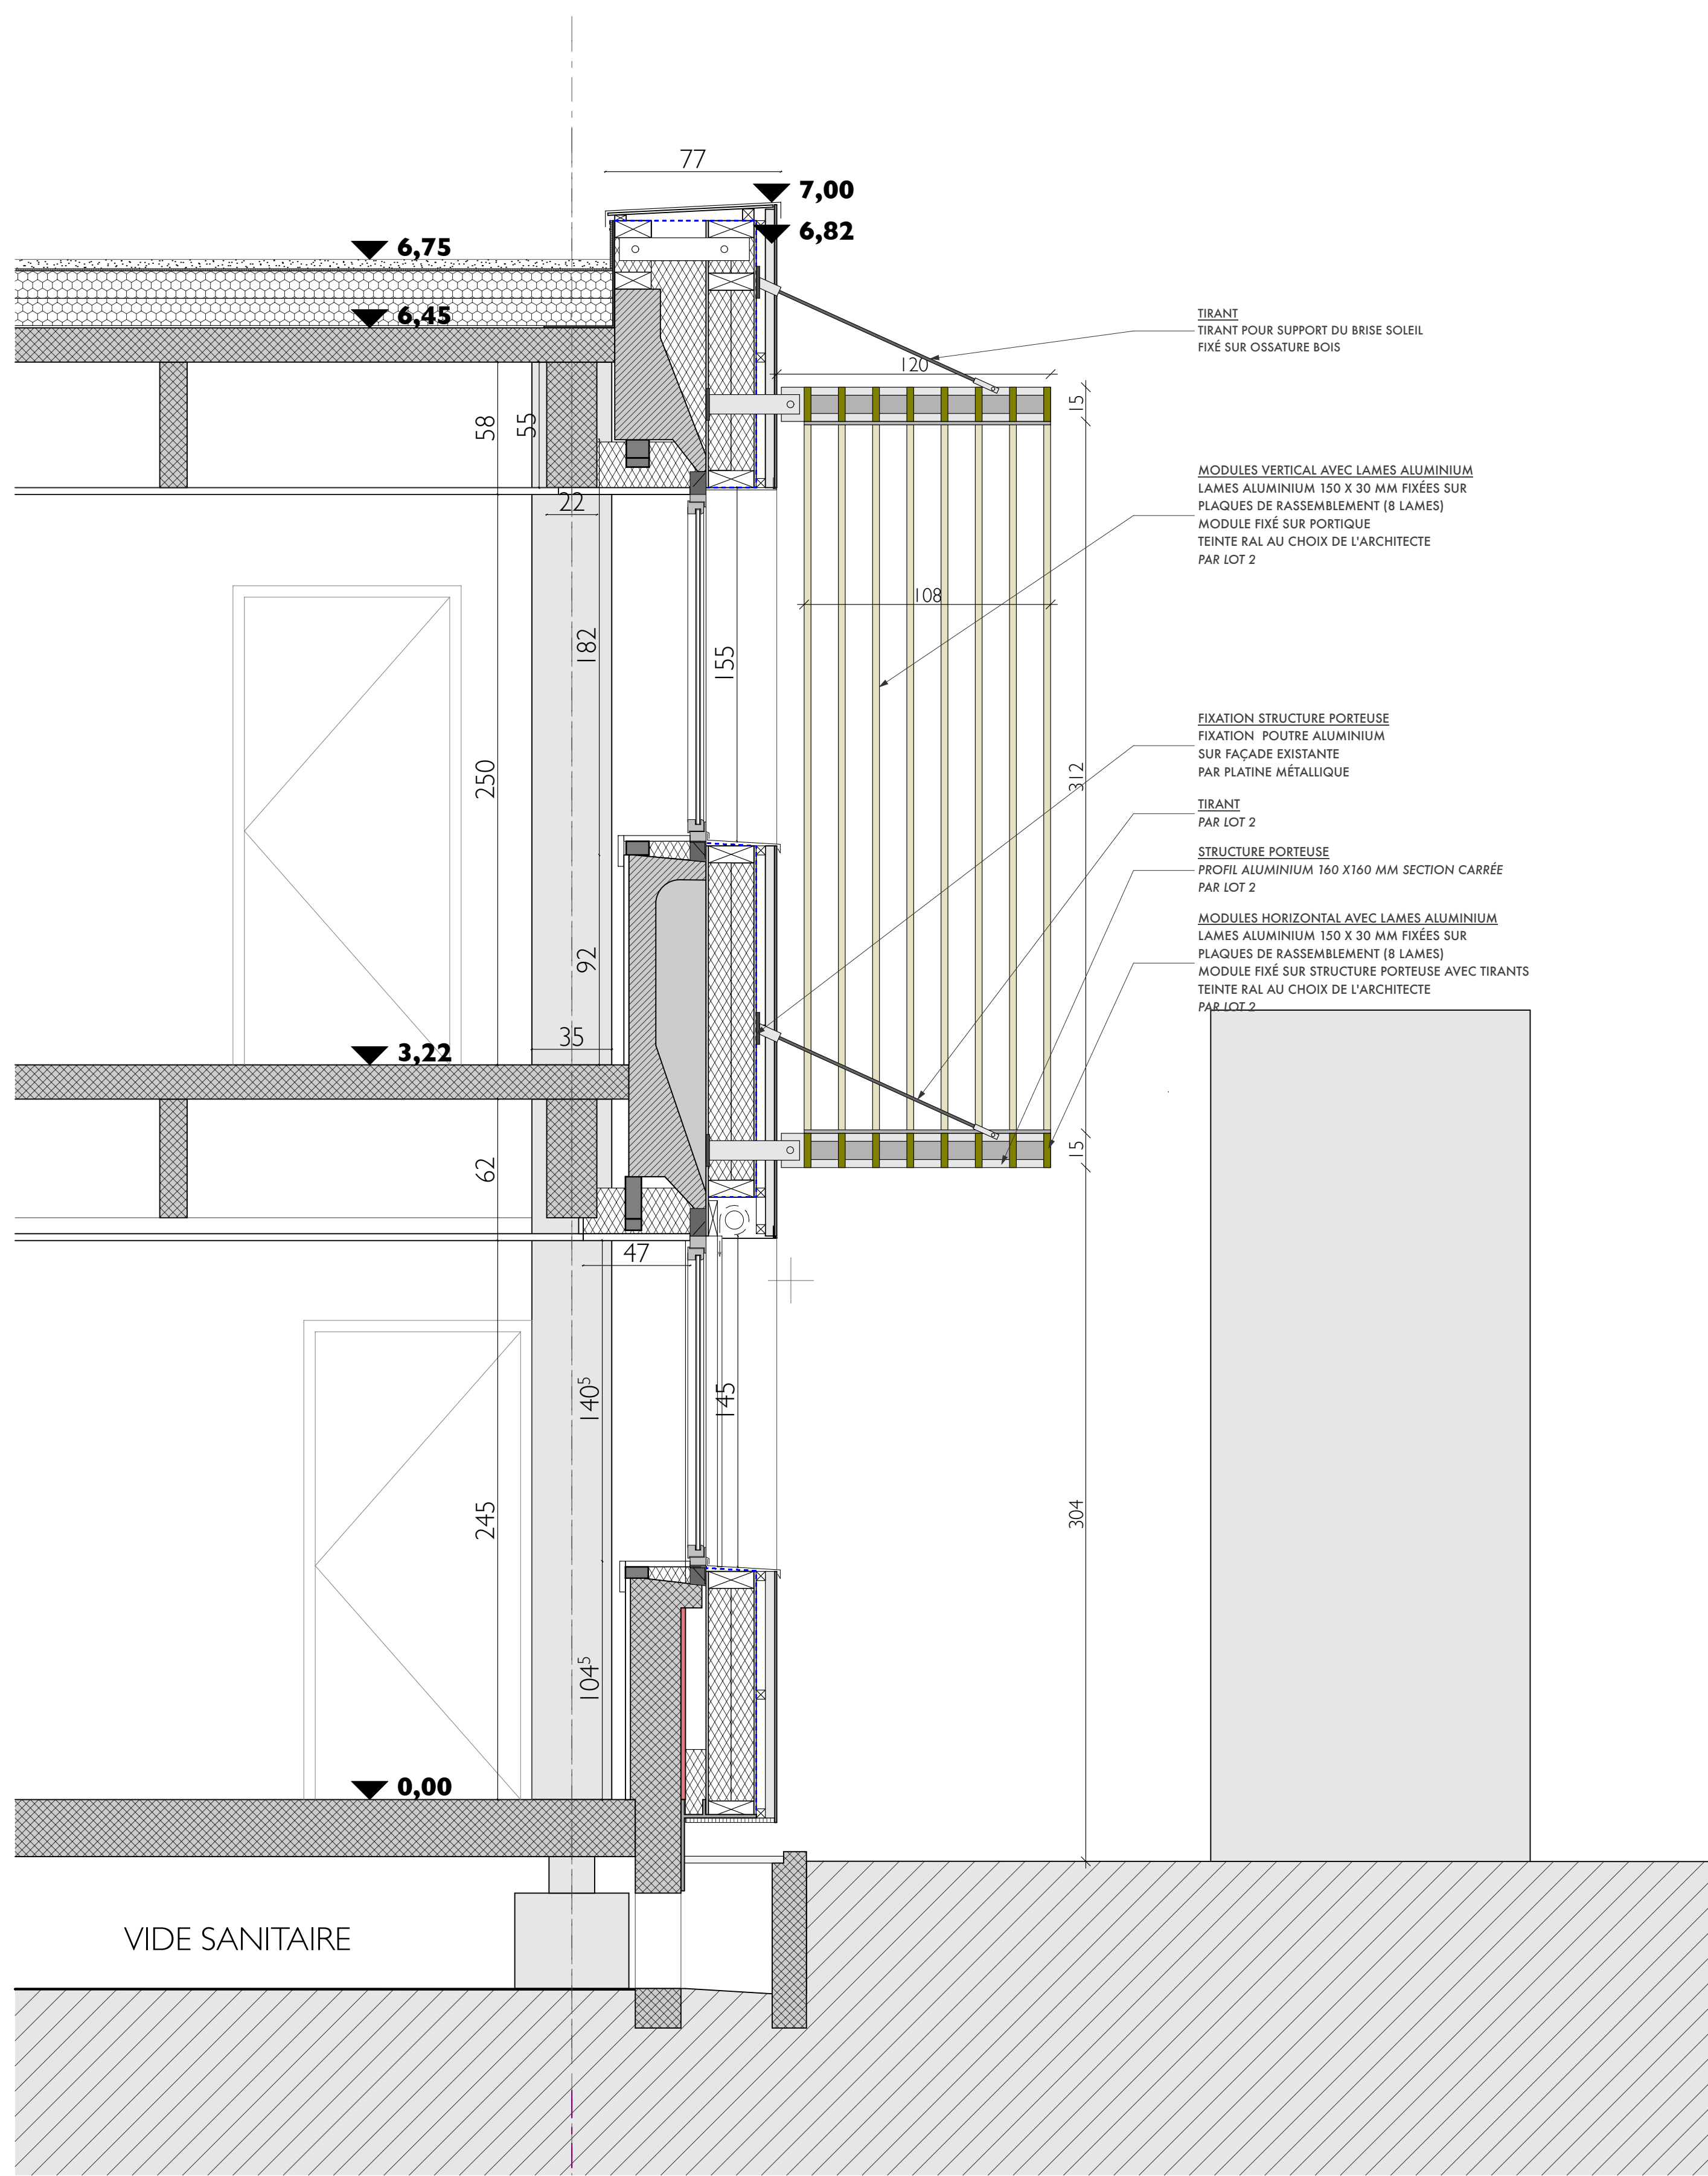 77
7,00
6,82
6,75
6,45
TIRANT
TIRANT POUR SUPPORT DU BRISE SOLEIL
FIXÉ SUR OSSATURE BOIS
120
15
58
55
22
MODULES VERTICAL AVEC LAMES ALUMINIUM
LAMES ALUMINIUM 150 X 30 MM FIXÉES SUR
PLAQUES DE RASSEMBLEMENT (8 LAMES)
MODULE FIXÉ SUR PORTIQUE
TEINTE RAL AU CHOIX DE L'ARCHITECTE
PAR LOT 2
108
182
155
250
312
FIXATION STRUCTURE PORTEUSE
FIXATION POUTRE ALUMINIUM
SUR FAÇADE EXISTANTE
PAR PLATINE MÉTALLIQUE
TIRANT
PAR LOT 2
STRUCTURE PORTEUSE
PROFIL ALUMINIUM 160 X160 MM SECTION CARRÉE
PAR LOT 2
MODULES HORIZONTAL AVEC LAMES ALUMINIUM
LAMES ALUMINIUM 150 X 30 MM FIXÉES SUR
PLAQUES DE RASSEMBLEMENT (8 LAMES)
MODULE FIXÉ SUR STRUCTURE PORTEUSE AVEC TIRANTS
TEINTE RAL AU CHOIX DE L'ARCHITECTE
PAR LOT 2
92
35
3,22
15
62
47
140⁵
145
245
304
104⁵
0,00
VIDE SANITAIRE